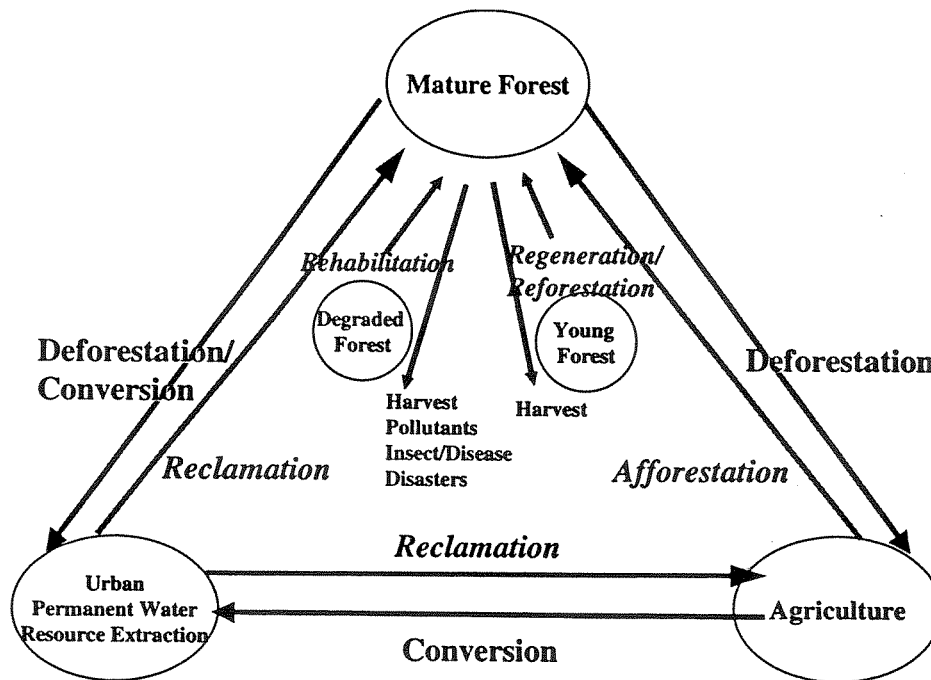 Mature Forest
Rehabilitation
Regeneration/
Reforestation
Degraded
Forest
Young
Forest
Deforestation/
Conversion
Deforestation
Harvest
Pollutants
Insect/Disease
Disasters
Harvest
Reclamation
Afforestation
Reclamation
Urban
Permanent Water
Resource Extraction
Agriculture
Conversion